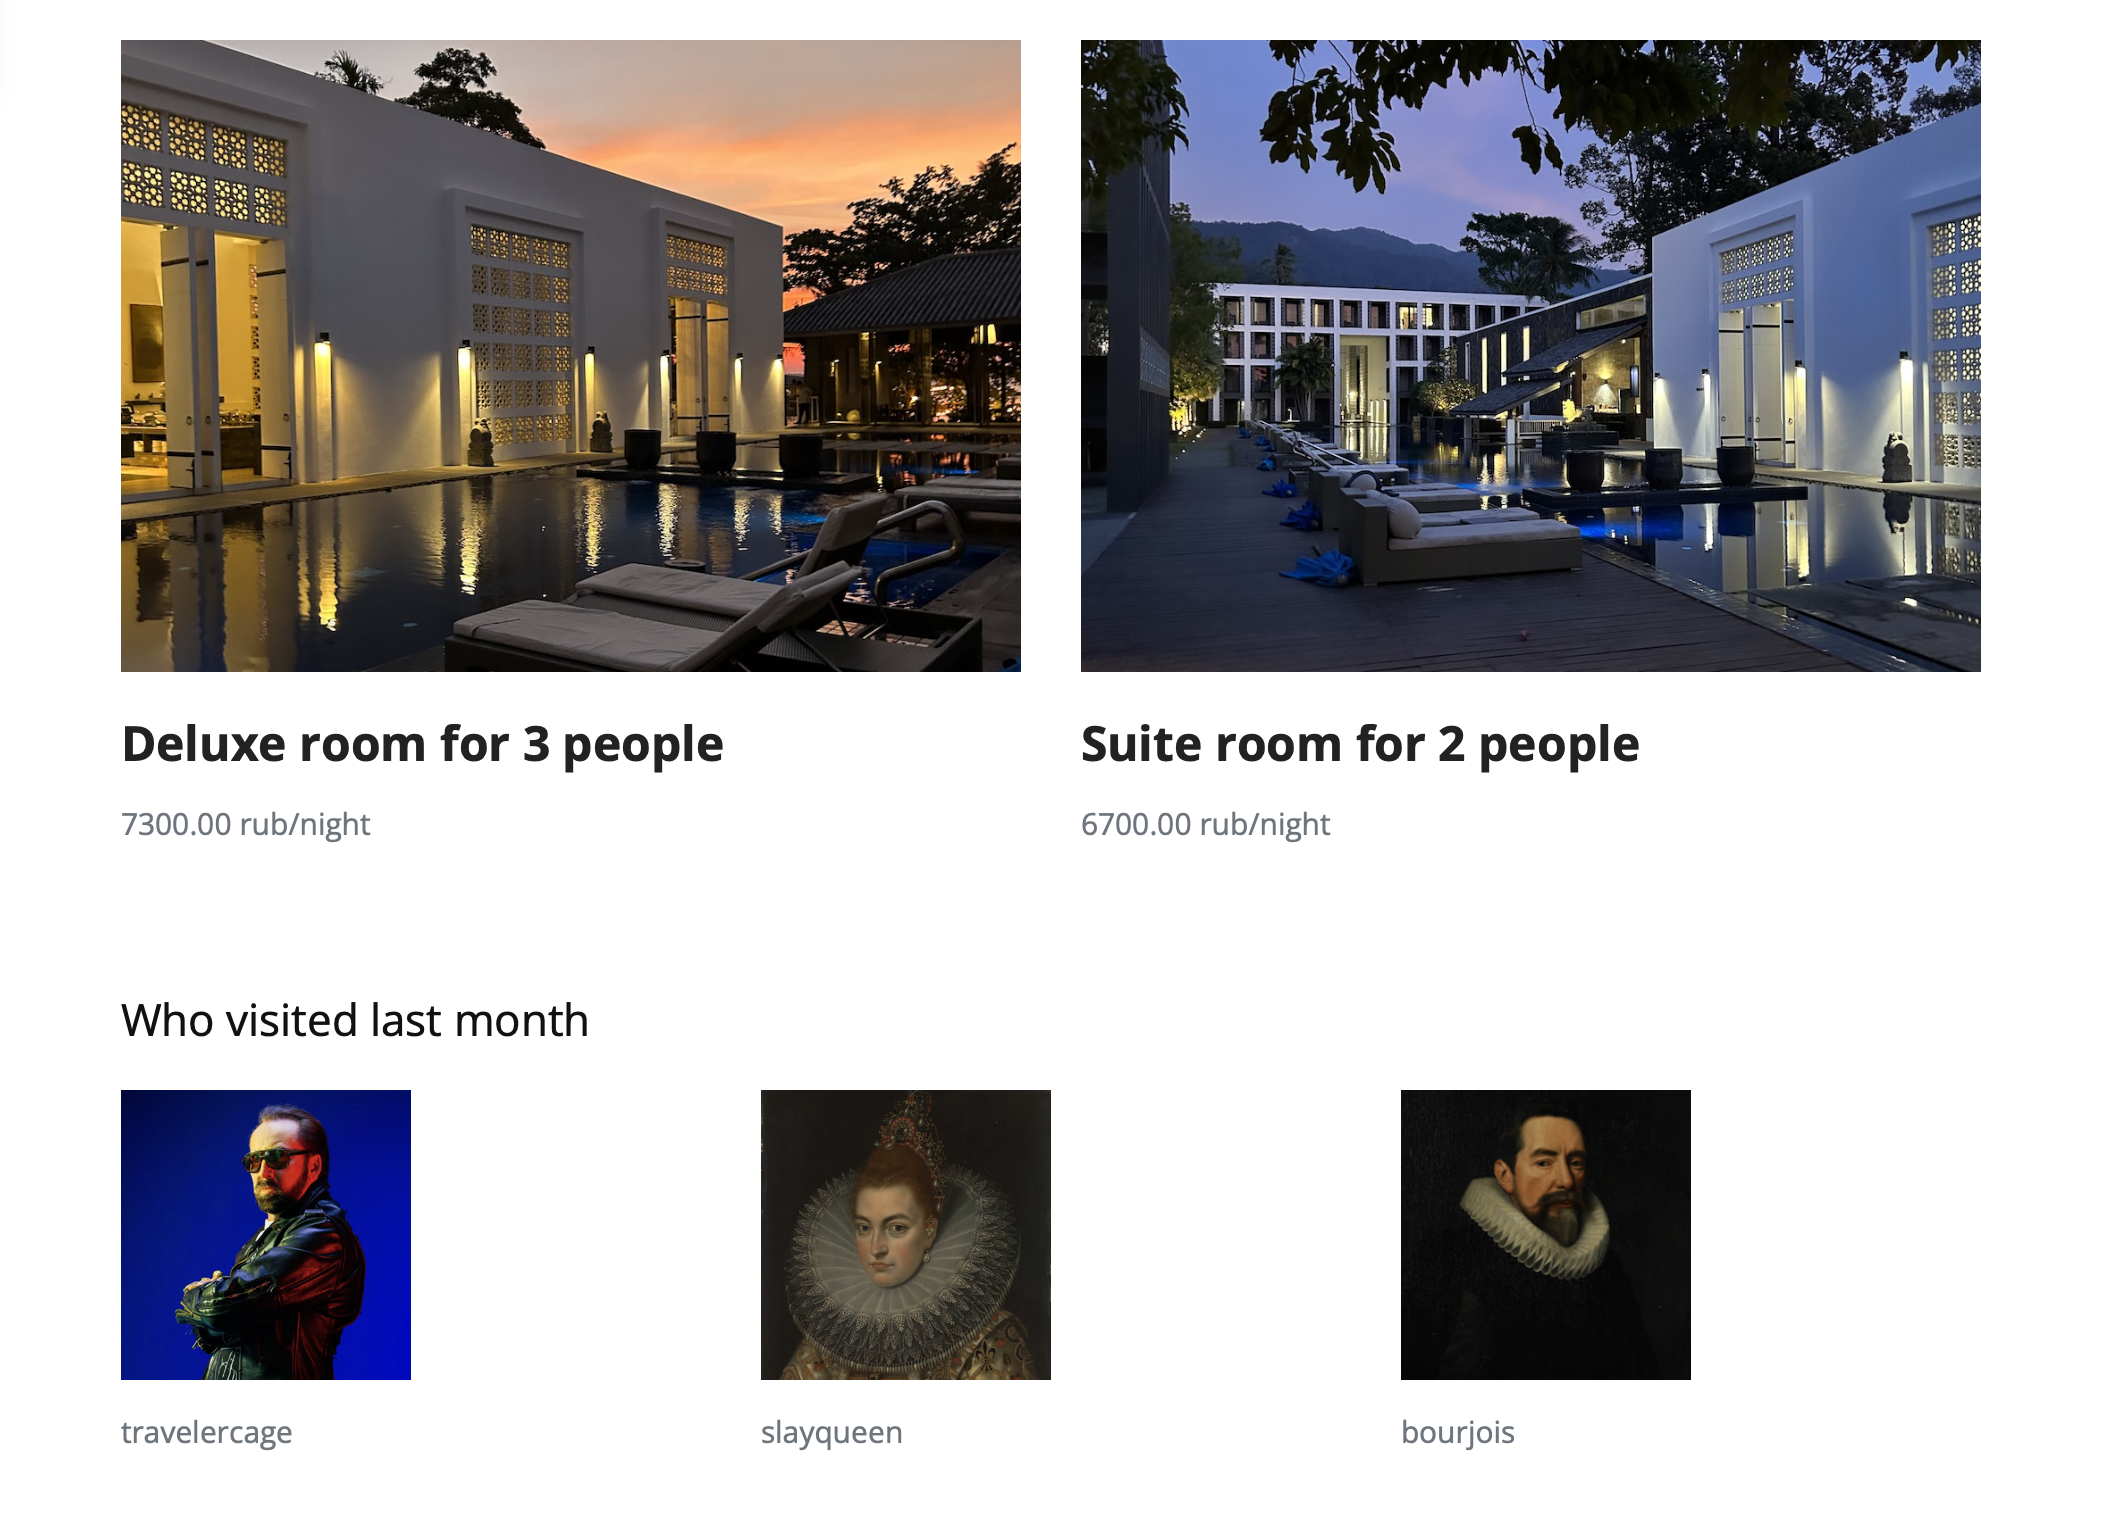 Deluxe room for 3 people
7300.00 rub/night
Suite room for 2 people
6700.00 rub/night
Who visited last month
travelercage
slayqueen
bourjois